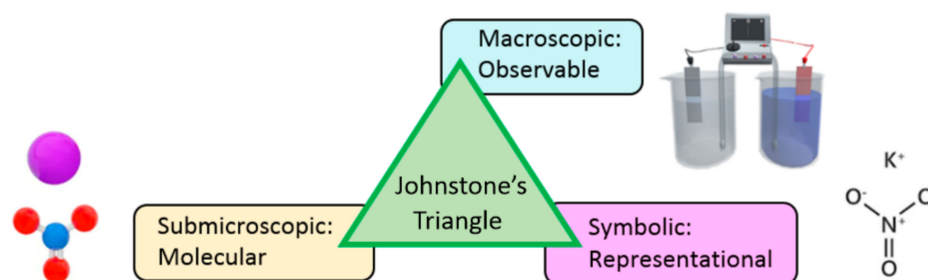 Macroscopic:
Observable
Johnstone's
Triangle
Submicroscopic:
Molecular
Symbolic:
Representational
K⁺
O⁻
O
N⁺
O